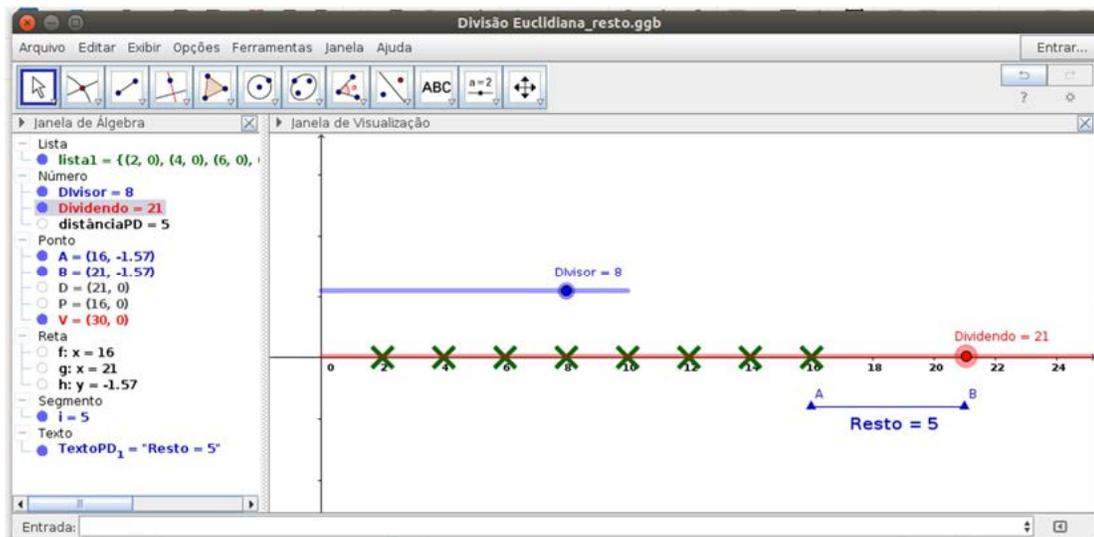 Divisão Euclidiana_resto.ggb
Arquivo Editar Exibir Opções Ferramentas Janela Ajuda
Entrar...
ABC
a=2
?
Janela de Álgebra
Janela de Visualização
Lista
lista1 = {(2, 0), (4, 0), (6, 0), (
Número
DIvisor = 8
Dividendo = 21
distânciaPD = 5
Ponto
A = (16, -1.57)
B = (21, -1.57)
D = (21, 0)
P = (16, 0)
V = (30, 0)
Reta
f: x = 16
g: x = 21
h: y = -1.57
Segmento
i = 5
Texto
TextoPD1 = "Resto = 5"
DIvisor = 8
Dividendo = 21
0 2 4 6 8 10 12 14 16 18 20 22 24
A B
Resto = 5
Entrada: